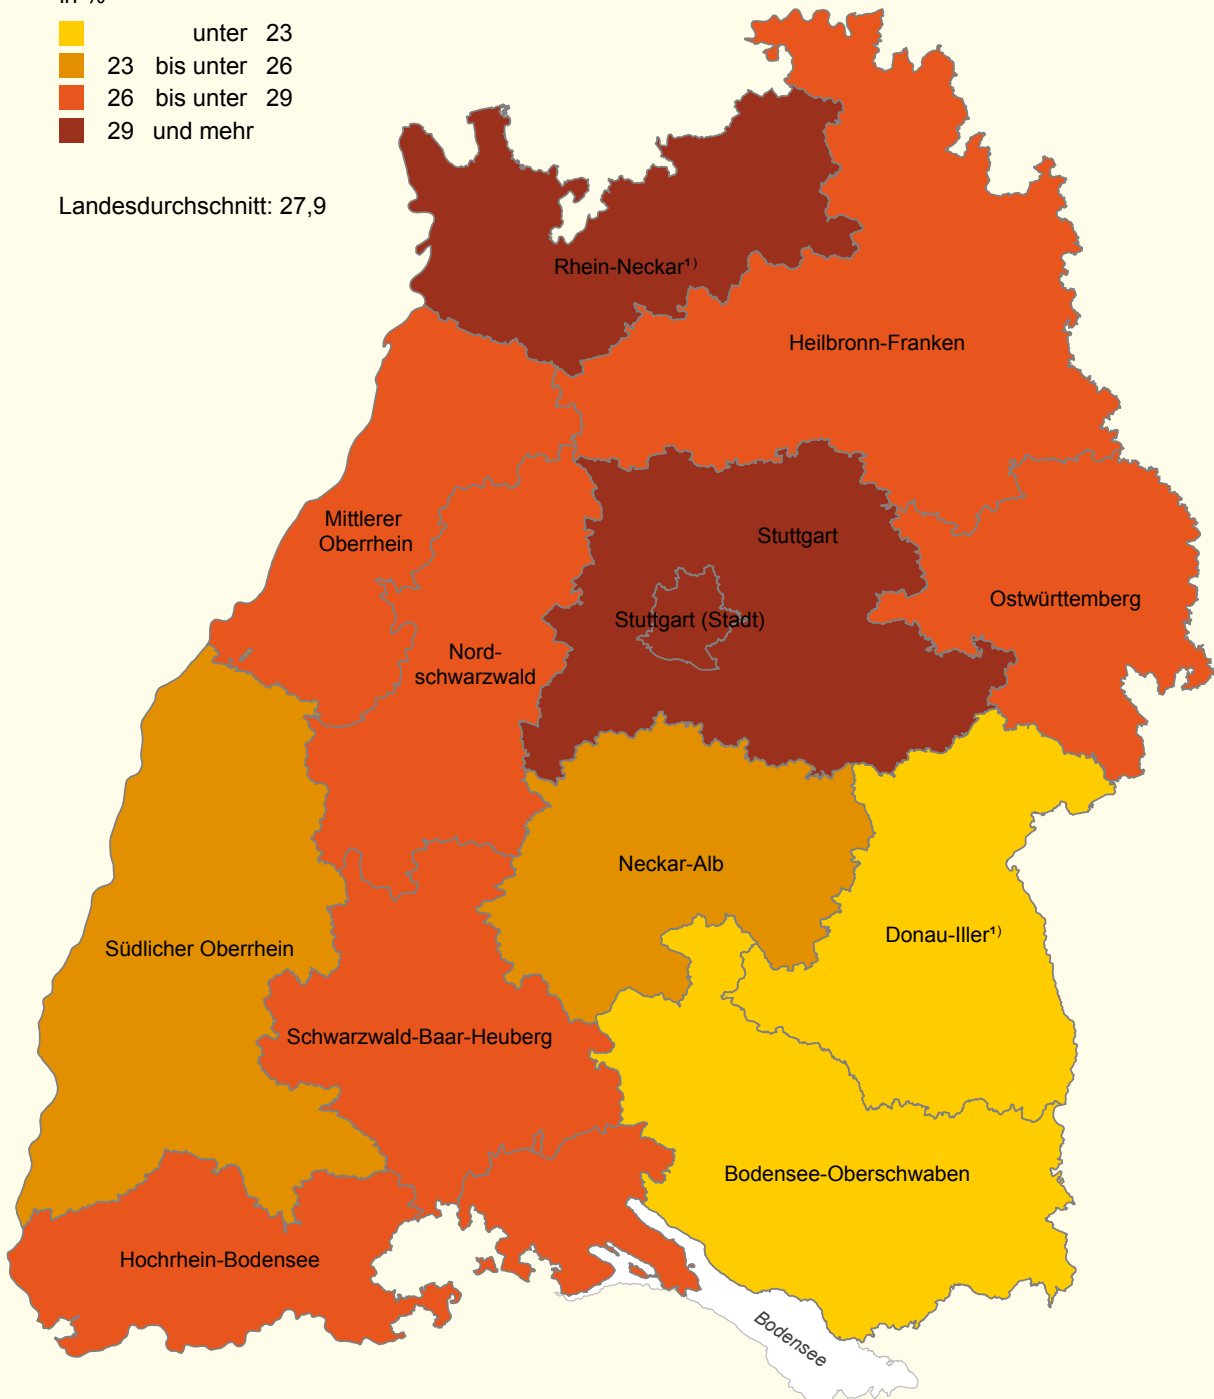 in %
unter 23
23 bis unter 26
26 bis unter 29
29 und mehr
Landesdurchschnitt: 27,9
Rhein-Neckar¹⁾
Heilbronn-Franken
Mittlerer
Oberrhein
Stuttgart
Ostwürttemberg
Stuttgart (Stadt)
Nord-
schwarzwald
Neckar-Alb
Donau-Iller¹⁾
Südlicher Oberrhein
Schwarzwald-Baar-Heuberg
Bodensee-Oberschwaben
Hochrhein-Bodensee
Bodensee